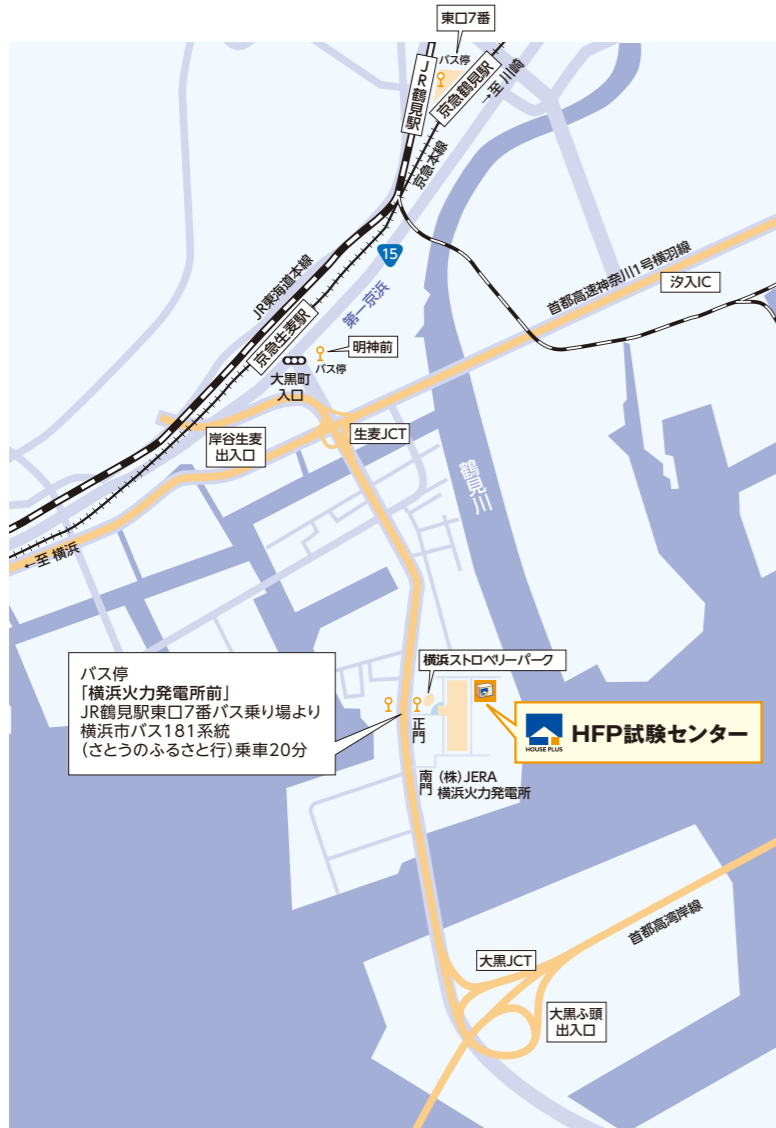 東口7番
バス停
JR鶴見駅
京急鶴見駅
→至 川崎
京急本線
15
JR東海道本線
第一京浜
首都高速神奈川1号横羽線
汐入IC
京急生麦駅
明神前
バス停
大黒町
入口
岸谷生麦
出入口
生麦JCT
鶴見川
←至 横浜
横浜ストロベリーパーク
バス停
「横浜火力発電所前」
JR鶴見駅東口7番バス乗り場より
横浜市バス181系統
(さとうのふるさと行)乗車20分
正門
HOUSE PLUS
HFP試験センター
南門
(株)JERA
横浜火力発電所
首都高湾岸線
大黒JCT
大黒ふ頭
出入口